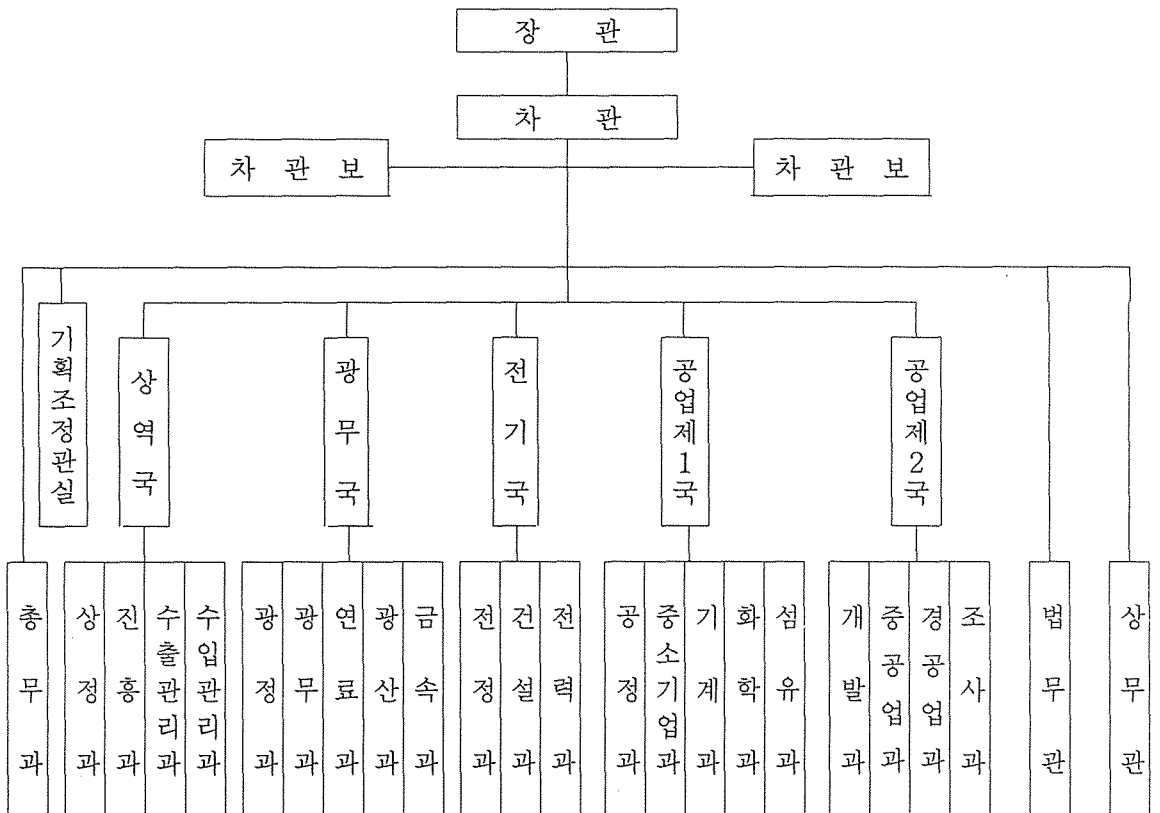 장 관
차 관
차 관 보
차 관 보
기획조정관실
상역국
광무국
전기국
공업제1국
공업제2국
총무과
상정과
진흥과
수출관리과
수입관리과
광정과
광무과
연료과
광산과
금속과
전정과
건설과
전력과
공정과
중소기업과
기계과
화학과
섬유과
개발과
중공업과
경공업과
조사과
법무관
상무관